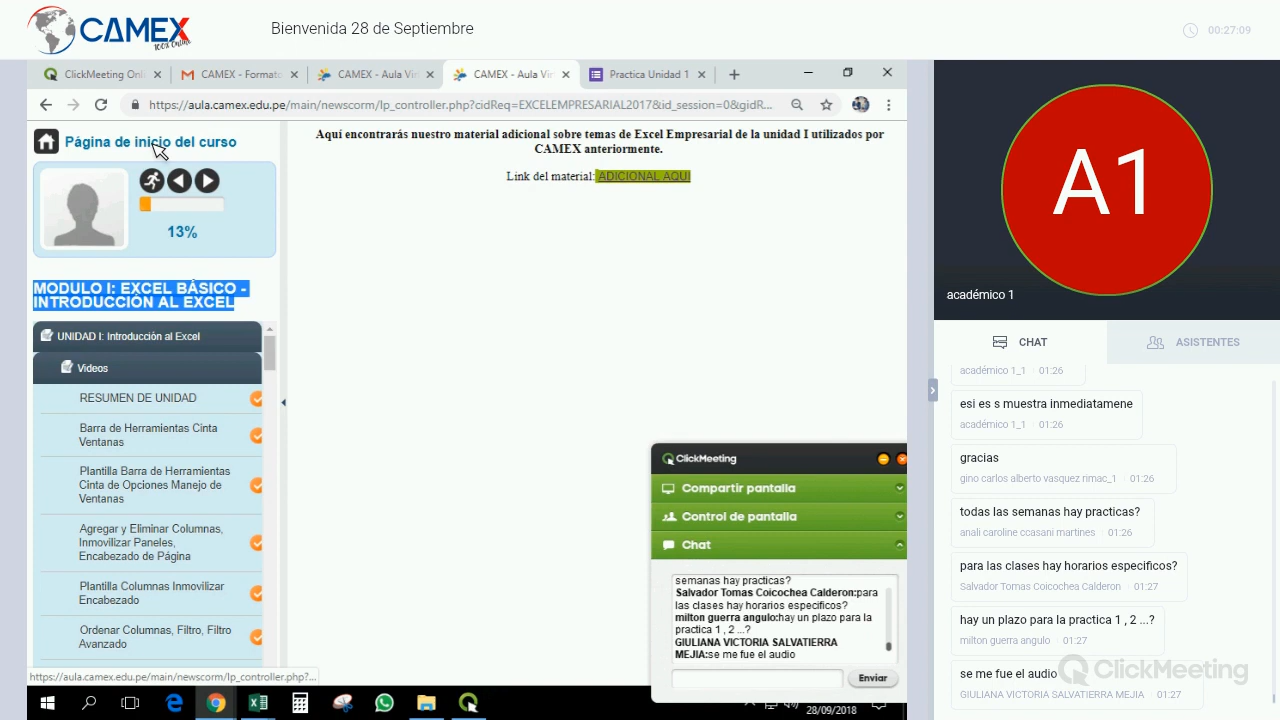 CAMEX
100% Online
Bienvenida 28 de Septiembre
00:27:09
ClickMeeting Onl
CAMEX - Formato
CAMEX - Aula Vir
CAMEX - Aula Vir
Practica Unidad 1
https://aula.camex.edu.pe/main/newscorm/lp_controller.php?cidReq=EXCELEMPRESARIAL2017&id_session=0&gidR...
Página de inicio del curso
13%
MODULO I: EXCEL BÁSICO -
INTRODUCCIÓN AL EXCEL
UNIDAD I: Introducción al Excel
Videos
RESUMEN DE UNIDAD
Barra de Herramientas Cinta
Ventanas
Plantilla Barra de Herramientas
Cinta de Opciones Manejo de
Ventanas
Agregar y Eliminar Columnas,
Inmovilizar Paneles,
Encabezado de Página
Plantilla Columnas Inmovilizar
Encabezado
Ordenar Columnas, Filtro, Filtro
Avanzado
https://aula.camex.edu.pe/main/newscorm/lp_controller.php?...
Aquí encontrarás nuestro material adicional sobre temas de Excel Empresarial de la unidad I utilizados por
CAMEX anteriormente.
Link del material: ADICIONAL AQUI
ClickMeeting
Compartir pantalla
Control de pantalla
Chat
semanas hay practicas?
Salvador Tomas Coicochea Calderon:para
las clases hay horarios especificos?
milton guerra angulo:hay un plazo para la
practica 1 , 2 ...?
GIULIANA VICTORIA SALVATIERRA
MEJIA:se me fue el audio
Enviar
28/09/2018
A1
académico 1
CHAT
ASISTENTES
académico 1_1 · 01:26
esi es s muestra inmediatamene
académico 1_1 · 01:26
gracias
gino carlos alberto vasquez rimac_1 · 01:26
todas las semanas hay practicas?
anali caroline ccasani martines · 01:26
para las clases hay horarios especificos?
Salvador Tomas Coicochea Calderon · 01:27
hay un plazo para la practica 1 , 2 ...?
milton guerra angulo · 01:27
se me fue el audio
GIULIANA VICTORIA SALVATIERRA MEJIA · 01:27
ClickMeeting